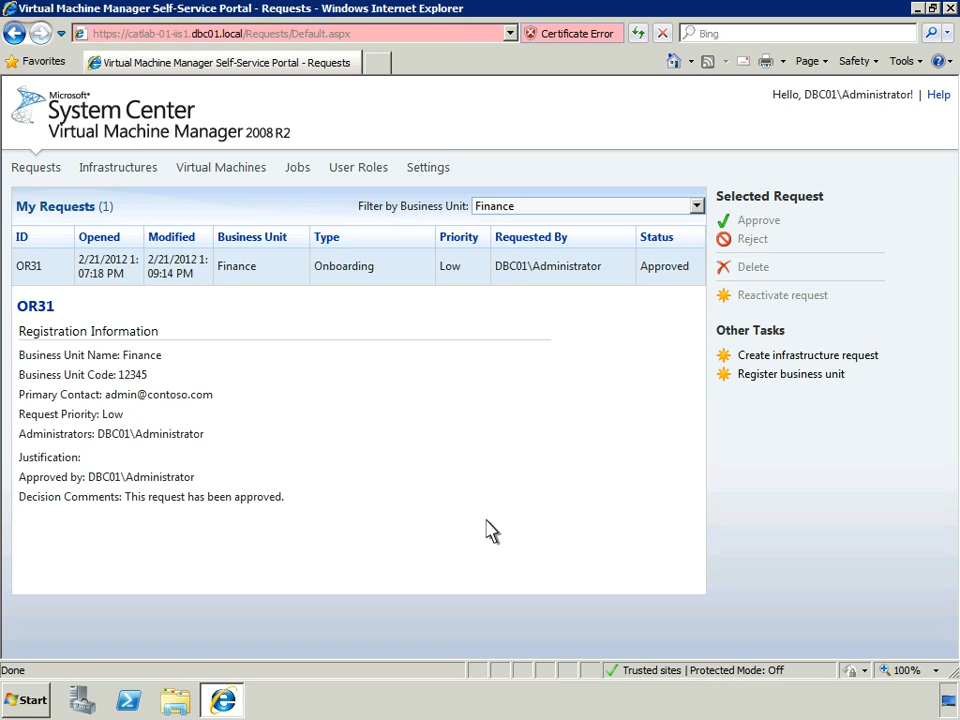 Virtual Machine Manager Self-Service Portal - Requests - Windows Internet Explorer
https://catlab-01-iis1.dbc01.local/Requests/Default.aspx
Certificate Error
Bing
Favorites
Virtual Machine Manager Self-Service Portal - Requests
Page
Safety
Tools
Microsoft
System Center
Virtual Machine Manager 2008 R2
Hello, DBC01\Administrator! | Help
Requests
Infrastructures
Virtual Machines
Jobs
User Roles
Settings
My Requests (1)
Filter by Business Unit: Finance
ID Opened Modified Business Unit Type Priority Requested By Status
OR31 2/21/2012 1:07:18 PM 2/21/2012 1:09:14 PM Finance Onboarding Low DBC01\Administrator Approved
OR31
Registration Information
Business Unit Name: Finance
Business Unit Code: 12345
Primary Contact: admin@contoso.com
Request Priority: Low
Administrators: DBC01\Administrator
Justification:
Approved by: DBC01\Administrator
Decision Comments: This request has been approved.
Selected Request
Approve
Reject
Delete
Reactivate request
Other Tasks
Create infrastructure request
Register business unit
Done
Trusted sites | Protected Mode: Off
100%
Start